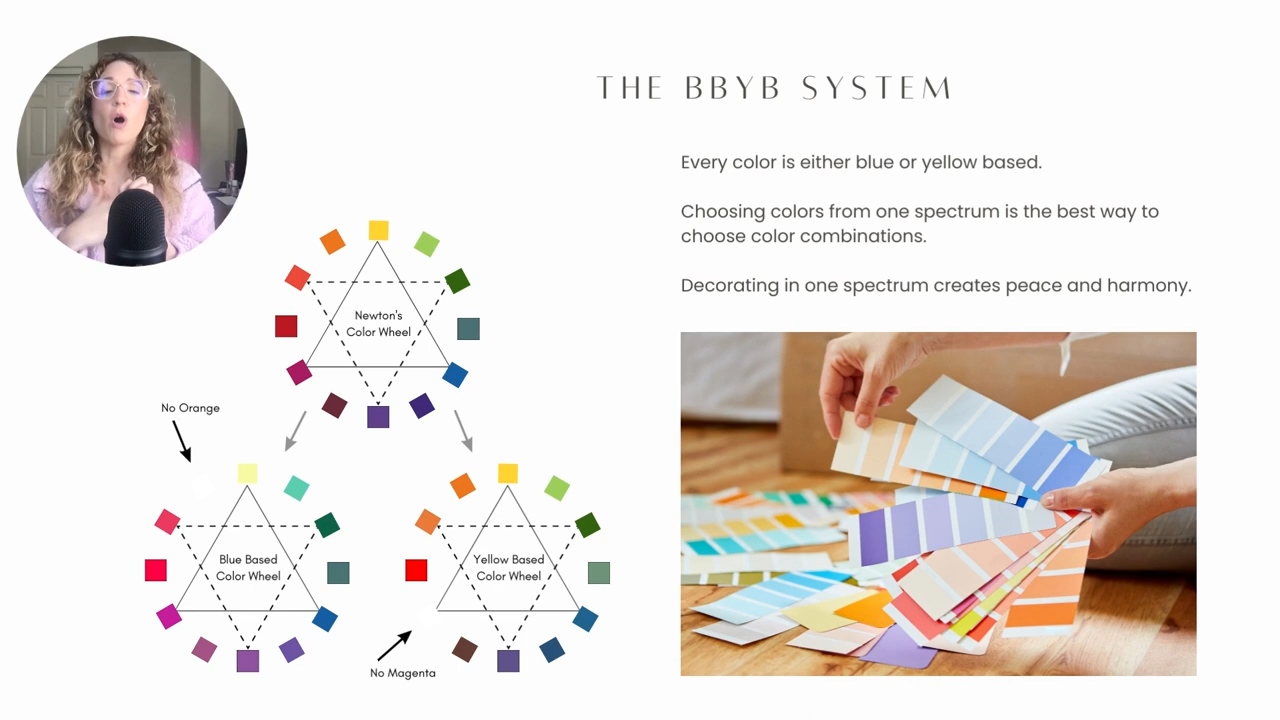 THE BBYB SYSTEM
Every color is either blue or yellow based.
Choosing colors from one spectrum is the best way to
choose color combinations.
Decorating in one spectrum creates peace and harmony.
Newton's
Color Wheel
No Orange
Blue Based
Color Wheel
Yellow Based
Color Wheel
No Magenta